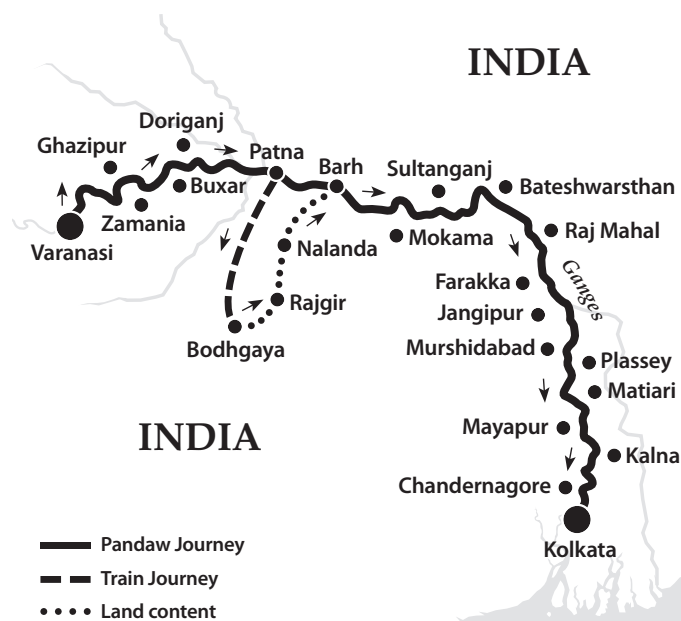 INDIA
Doriganj
Ghazipur
Patna
Barh
Sultanganj
Bateshwarsthan
Buxar
Zamania
Varanasi
Nalanda
Mokama
Raj Mahal
Ganges
Farakka
Rajgir
Jangipur
Bodhgaya
Murshidabad
Plassey
Matiari
Mayapur
INDIA
Kalna
Chandernagore
Kolkata
Pandaw Journey
Train Journey
Land content